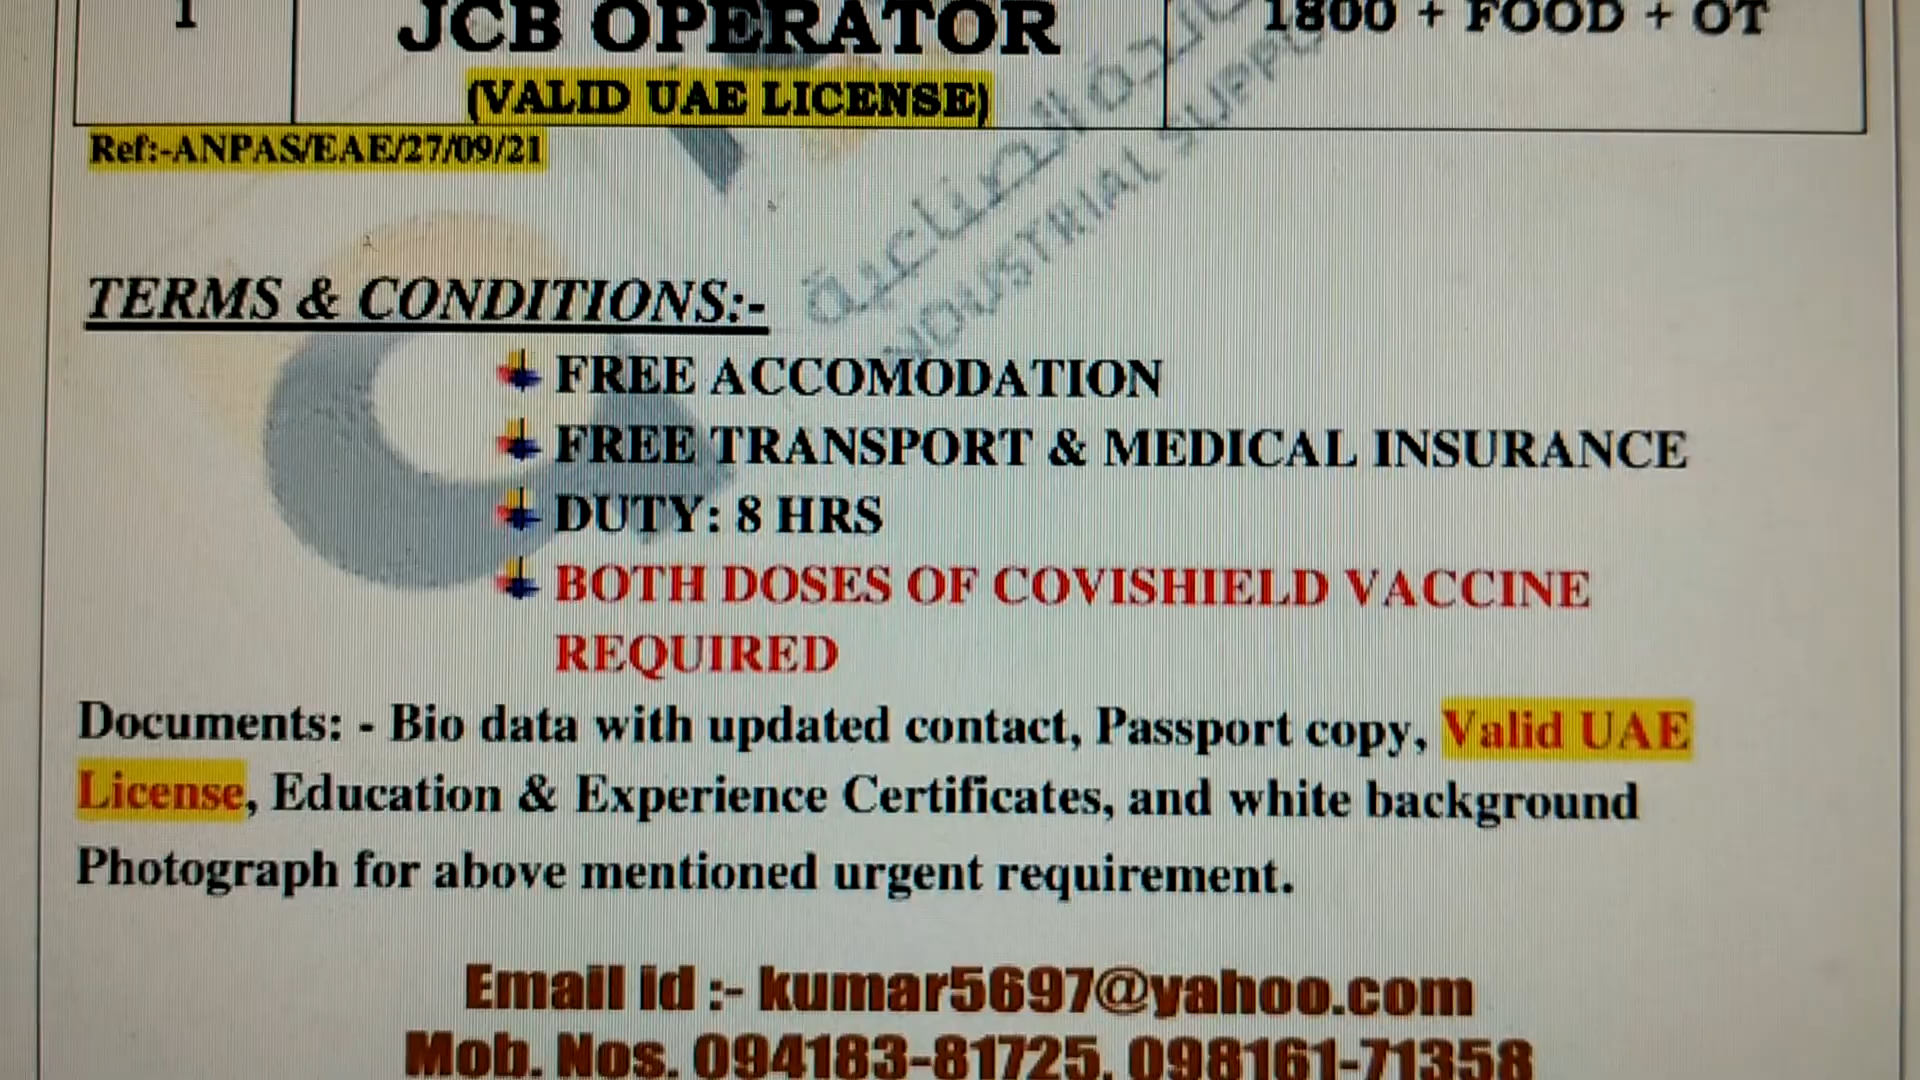 1 JCB OPERATOR 1800 + FOOD + OT
(VALID UAE LICENSE)
Ref:-ANPAS/EAE/27/09/21
الصناعية
INDUSTRIAL
TERMS & CONDITIONS:-
FREE ACCOMODATION
FREE TRANSPORT & MEDICAL INSURANCE
DUTY: 8 HRS
BOTH DOSES OF COVISHIELD VACCINE
REQUIRED
Documents: - Bio data with updated contact, Passport copy, Valid UAE
License, Education & Experience Certificates, and white background
Photograph for above mentioned urgent requirement.
Email id :- kumar5697@yahoo.com
Mob. Nos. 094183-81725, 098161-71358